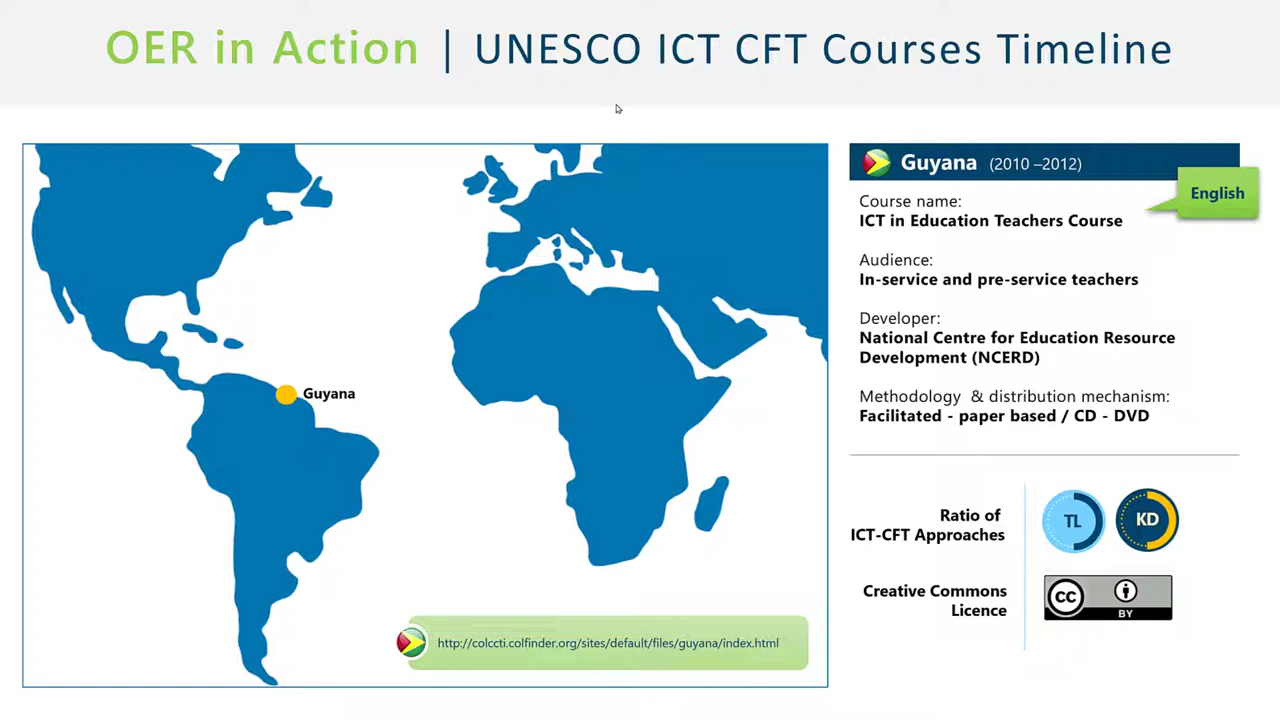 OER in Action | UNESCO ICT CFT Courses Timeline
Guyana
http://colccti.colfinder.org/sites/default/files/guyana/index.html
Guyana (2010 –2012)
English
Course name:
ICT in Education Teachers Course
Audience:
In-service and pre-service teachers
Developer:
National Centre for Education Resource
Development (NCERD)
Methodology & distribution mechanism:
Facilitated - paper based / CD - DVD
Ratio of
ICT-CFT Approaches
TL
KD
Creative Commons
Licence
CC
BY